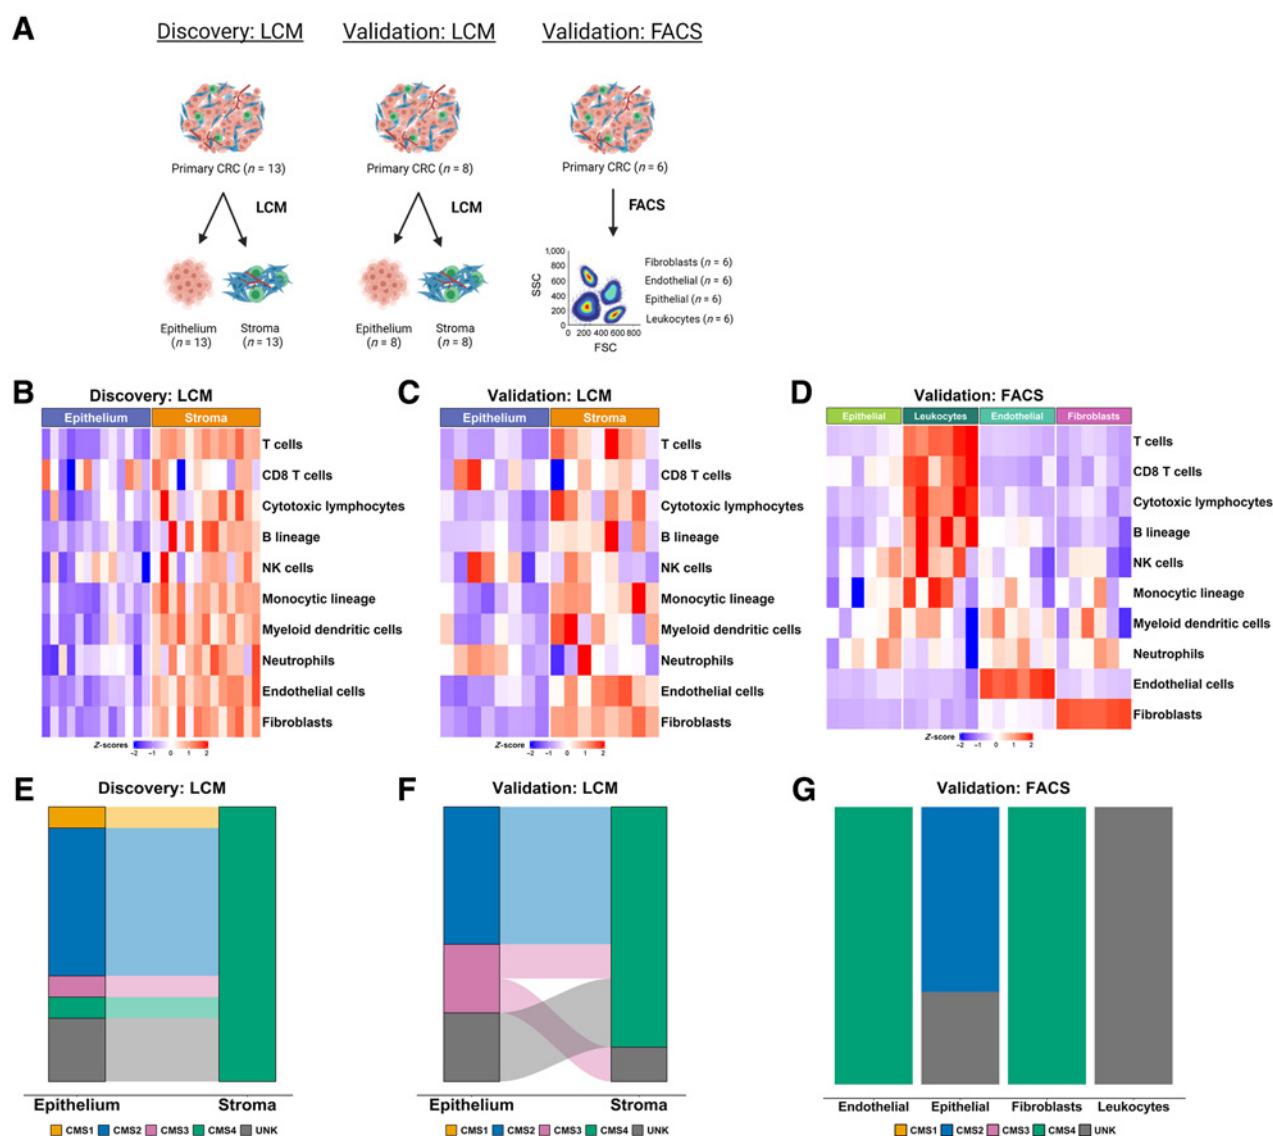 A
Discovery: LCM
Validation: LCM
Validation: FACS
Primary CRC (n = 13)
Primary CRC (n = 8)
Primary CRC (n = 6)
LCM
LCM
FACS
Epithelium
(n = 13)
Stroma
(n = 13)
Epithelium
(n = 8)
Stroma
(n = 8)
1,000
800
600
400
200
0
SSC
0 200 400 600 800
FSC
Fibroblasts (n = 6)
Endothelial (n = 6)
Epithelial (n = 6)
Leukocytes (n = 6)
B
Discovery: LCM
Epithelium
Stroma
T cells
CD8 T cells
Cytotoxic lymphocytes
B lineage
NK cells
Monocytic lineage
Myeloid dendritic cells
Neutrophils
Endothelial cells
Fibroblasts
Z-scores
−2 −1 0 1 2
C
Validation: LCM
Epithelium
Stroma
T cells
CD8 T cells
Cytotoxic lymphocytes
B lineage
NK cells
Monocytic lineage
Myeloid dendritic cells
Neutrophils
Endothelial cells
Fibroblasts
Z-score
−2 −1 0 1 2
D
Validation: FACS
Epithelial
Leukocytes
Endothelial
Fibroblasts
T cells
CD8 T cells
Cytotoxic lymphocytes
B lineage
NK cells
Monocytic lineage
Myeloid dendritic cells
Neutrophils
Endothelial cells
Fibroblasts
Z-score
−2 −1 0 1 2
E
Discovery: LCM
Epithelium
Stroma
CMS1 CMS2 CMS3 CMS4 UNK
F
Validation: LCM
Epithelium
Stroma
CMS1 CMS2 CMS3 CMS4 UNK
G
Validation: FACS
Endothelial
Epithelial
Fibroblasts
Leukocytes
CMS1 CMS2 CMS3 CMS4 UNK